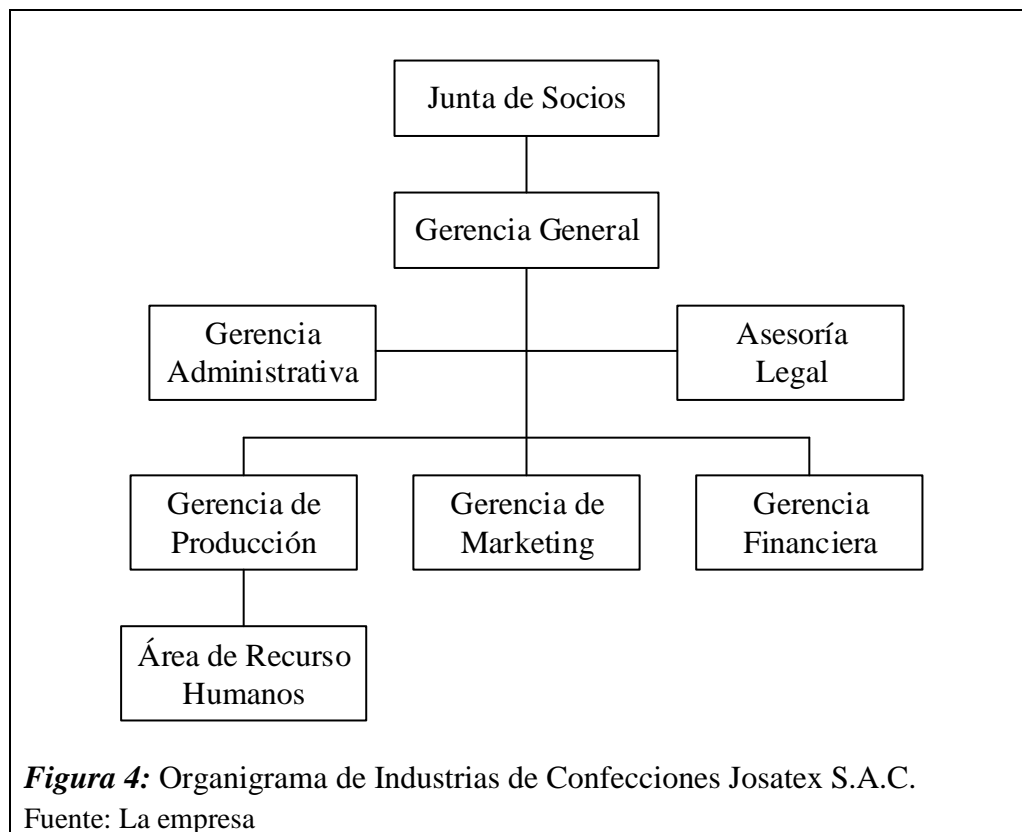 Junta de Socios
Gerencia General
Gerencia
Administrativa
Asesoría
Legal
Gerencia de
Producción
Gerencia de
Marketing
Gerencia
Financiera
Área de Recurso
Humanos
Figura 4: Organigrama de Industrias de Confecciones Josatex S.A.C.
Fuente: La empresa